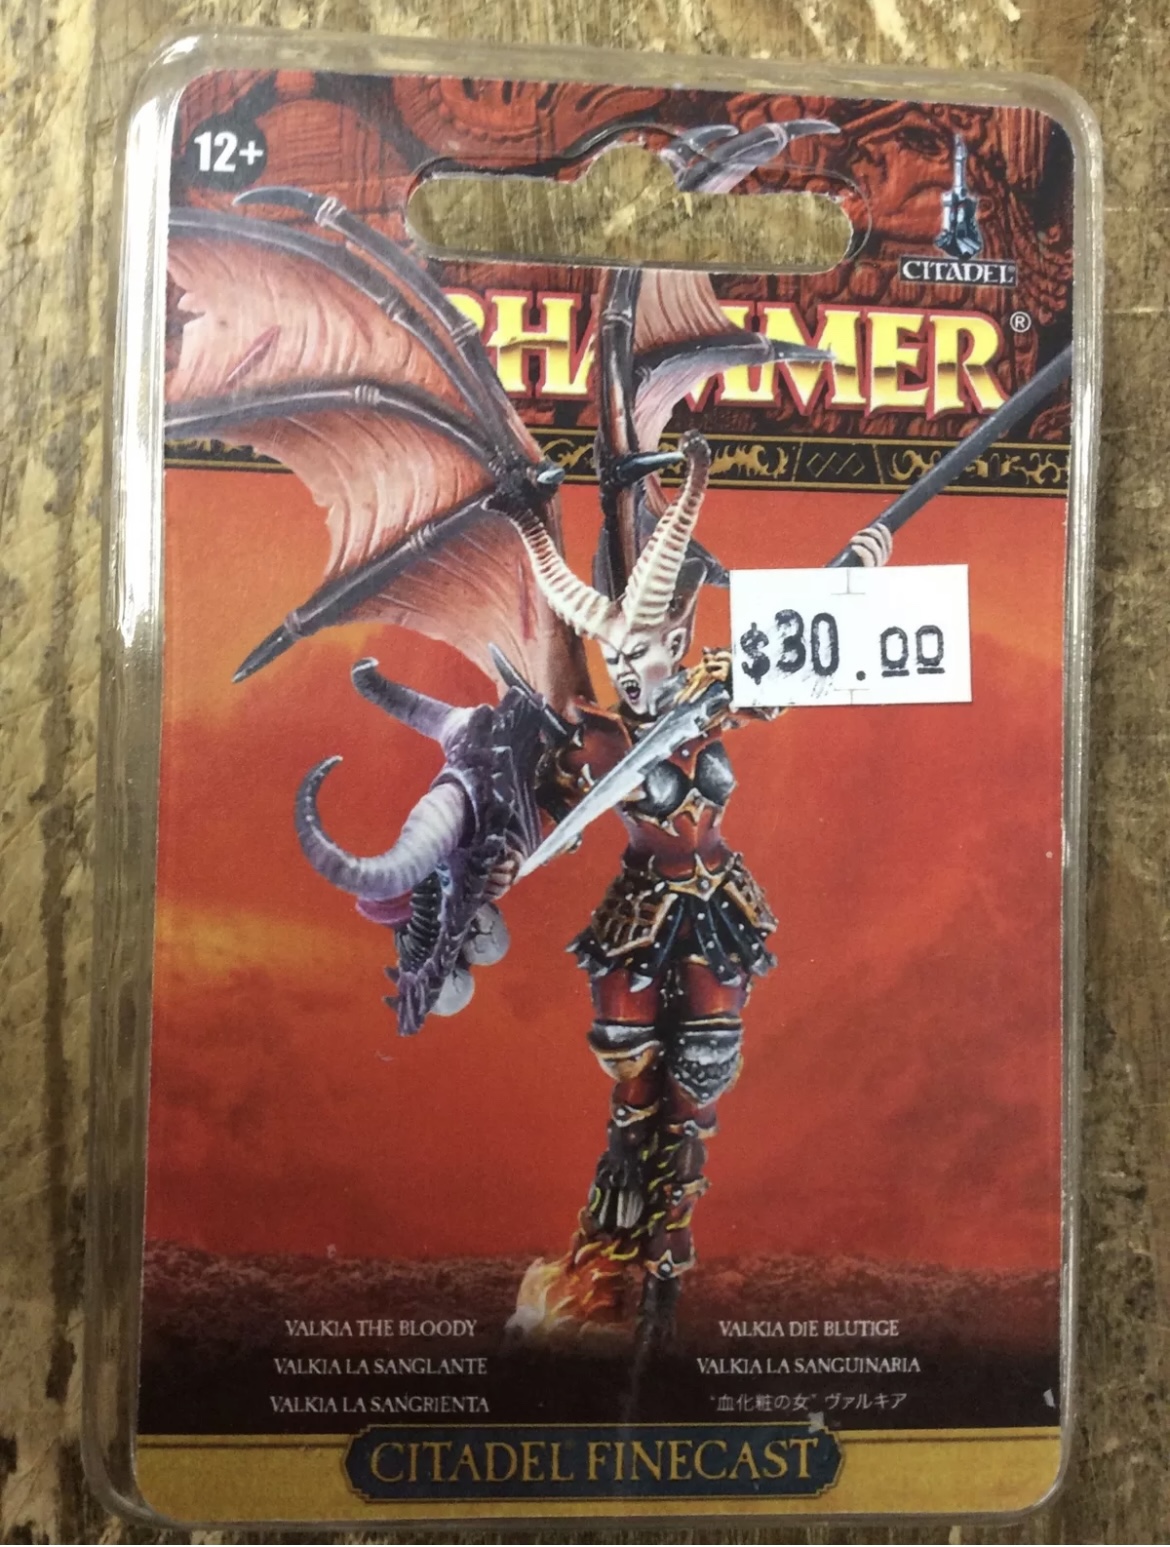 12+
CITADEL®
HAMMER®
$30.00
VALKIA THE BLOODY
VALKIA LA SANGLANTE
VALKIA LA SANGRIENTA
VALKIA DIE BLUTIGE
VALKIA LA SANGUINARIA
"血化粧の女" ヴァルキア
CITADEL FINECAST